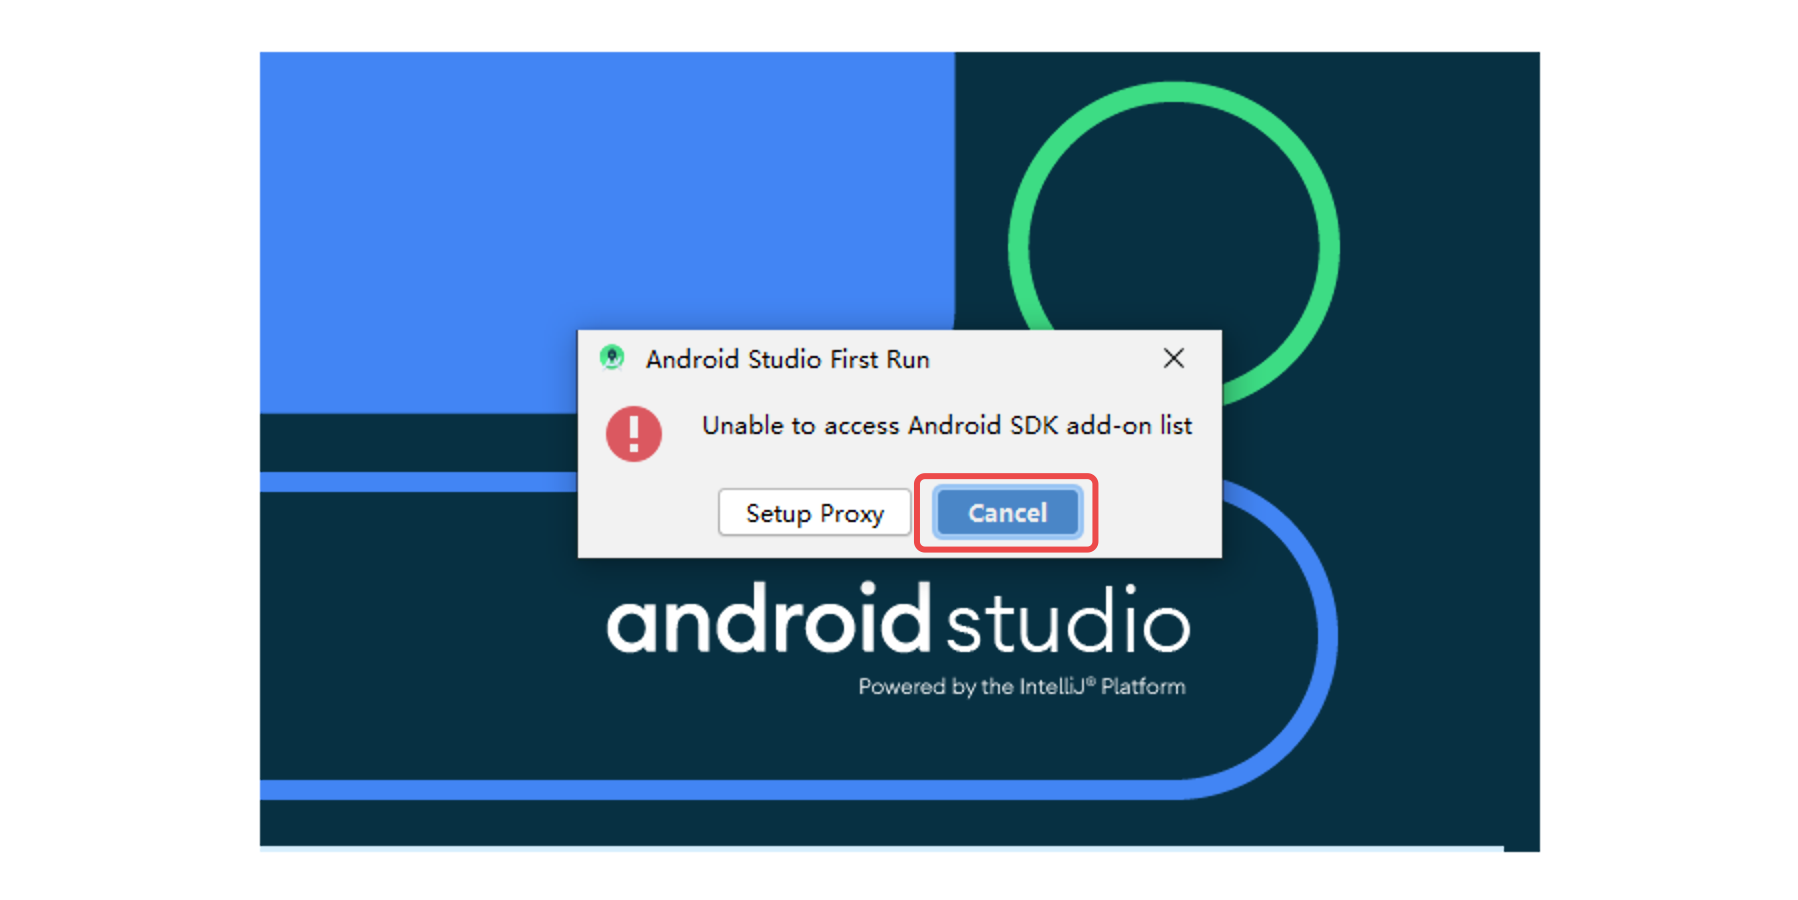 Android Studio First Run
Unable to access Android SDK add-on list
Setup Proxy
Cancel
android studio
Powered by the IntelliJ® Platform